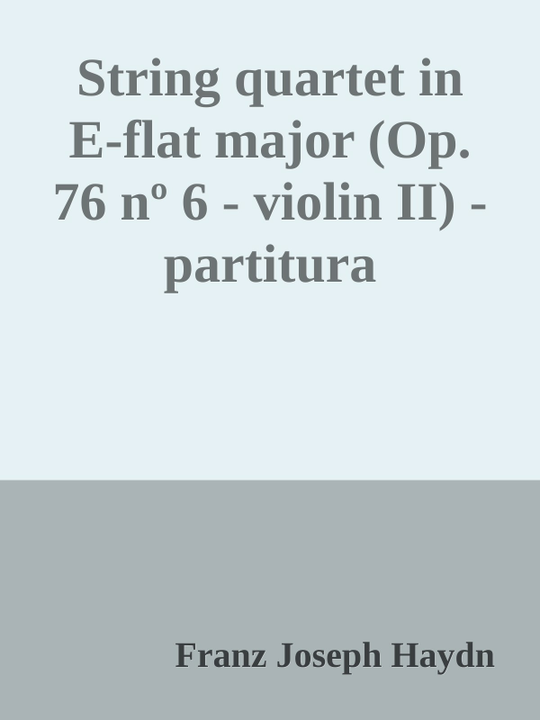 String quartet in
E-flat major (Op.
76 nº 6 - violin II) -
partitura
Franz Joseph Haydn